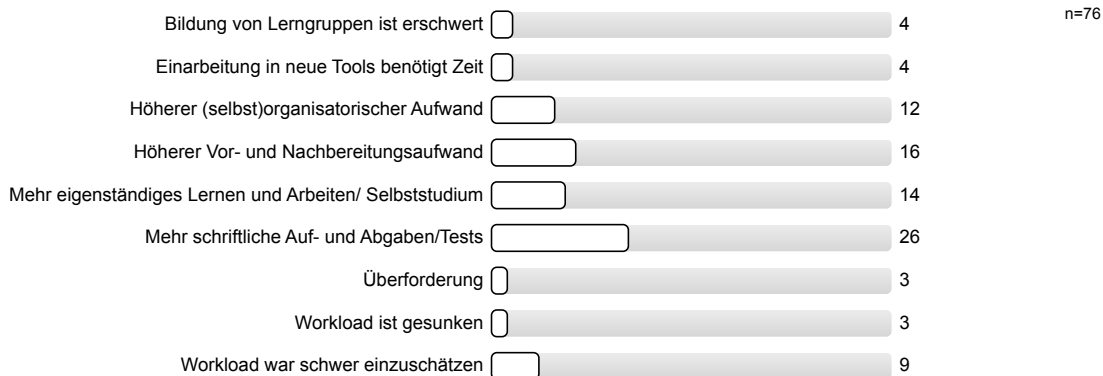 Bildung von Lerngruppen ist erschwert 4 n=76
Einarbeitung in neue Tools benötigt Zeit 4
Höherer (selbst)organisatorischer Aufwand 12
Höherer Vor- und Nachbereitungsaufwand 16
Mehr eigenständiges Lernen und Arbeiten/ Selbststudium 14
Mehr schriftliche Auf- und Abgaben/Tests 26
Überforderung 3
Workload ist gesunken 3
Workload war schwer einzuschätzen 9